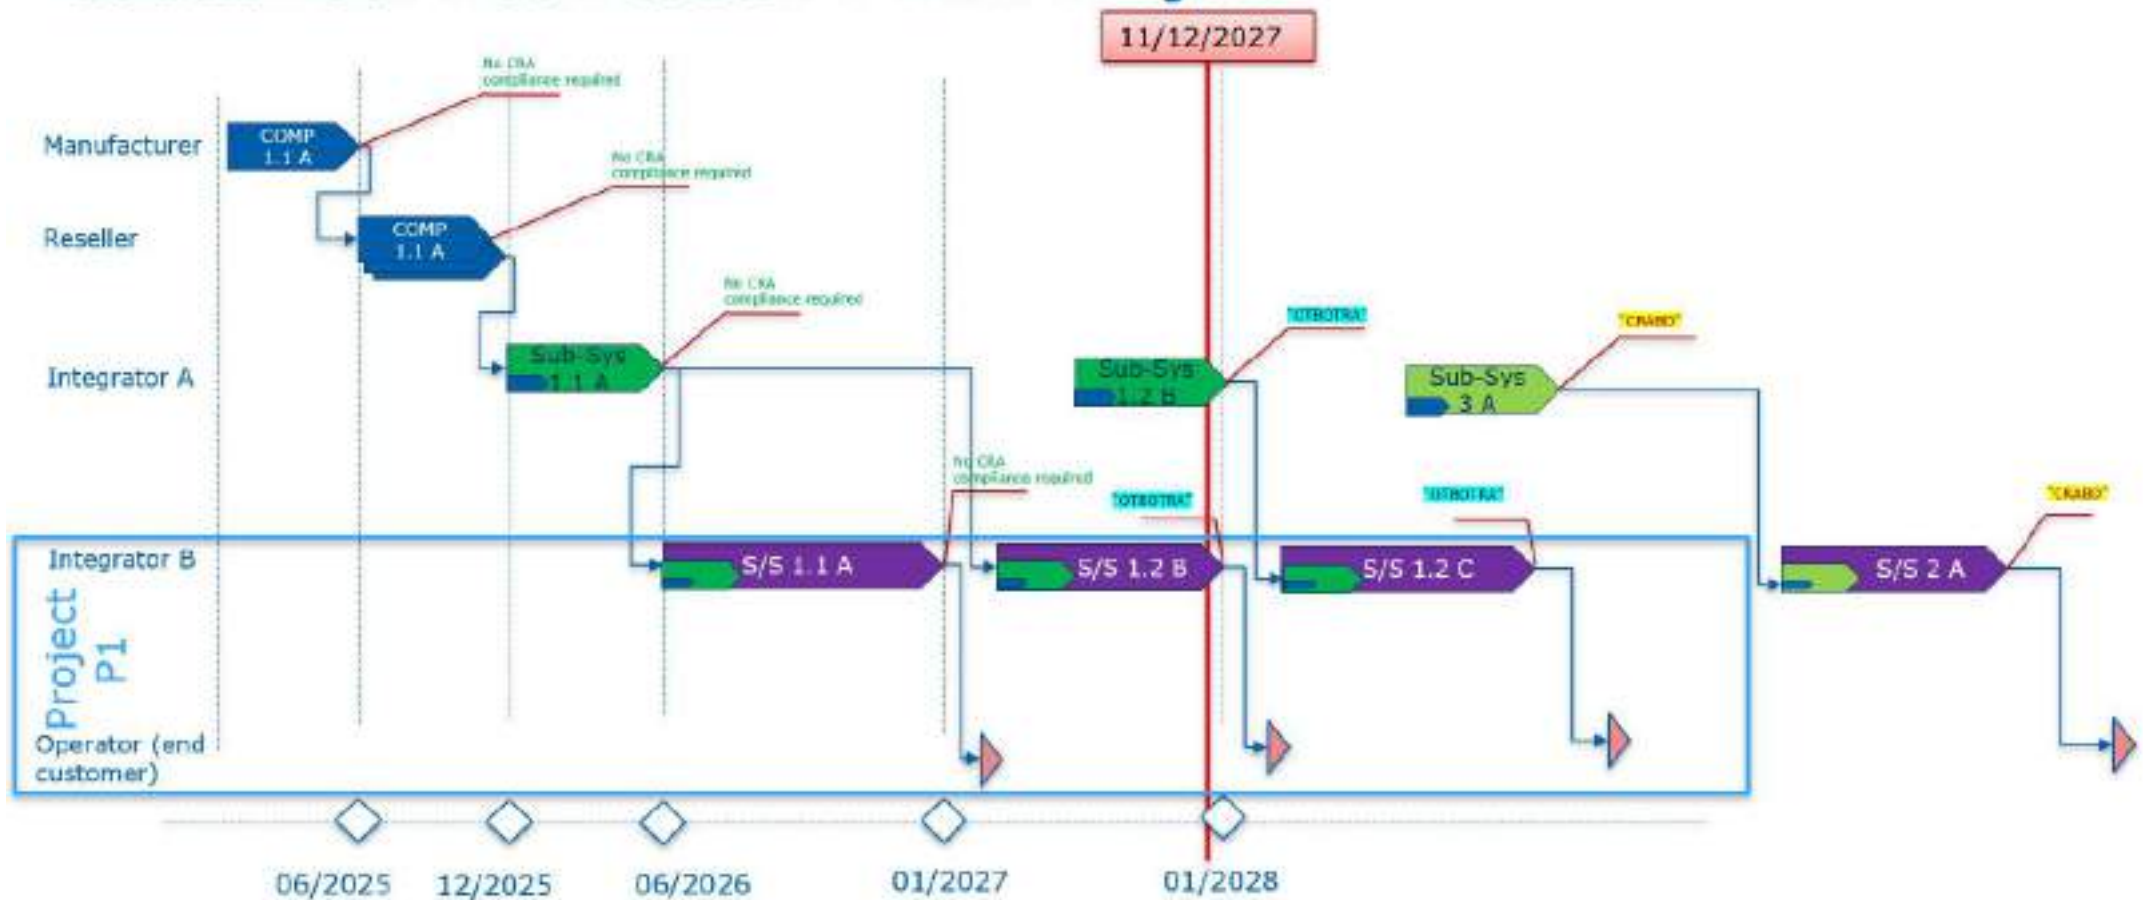 11/12/2027
No CRA
compliance required
Manufacturer
COMP
1.1 A
No CRA
compliance required
Reseller
COMP
1.1 A
No CRA
compliance required
"OTBOTRA"
"CRABD"
Integrator A
Sub-Sys
1.1 A
Sub-Sys
1.2 B
Sub-Sys
3 A
No CRA
compliance required
"OTBOTRA"
"OTBOTRA"
"CRABD"
Integrator B
S/S 1.1 A
S/S 1.2 B
S/S 1.2 C
S/S 2 A
Project
P1
Operator (end
customer)
06/2025
12/2025
06/2026
01/2027
01/2028